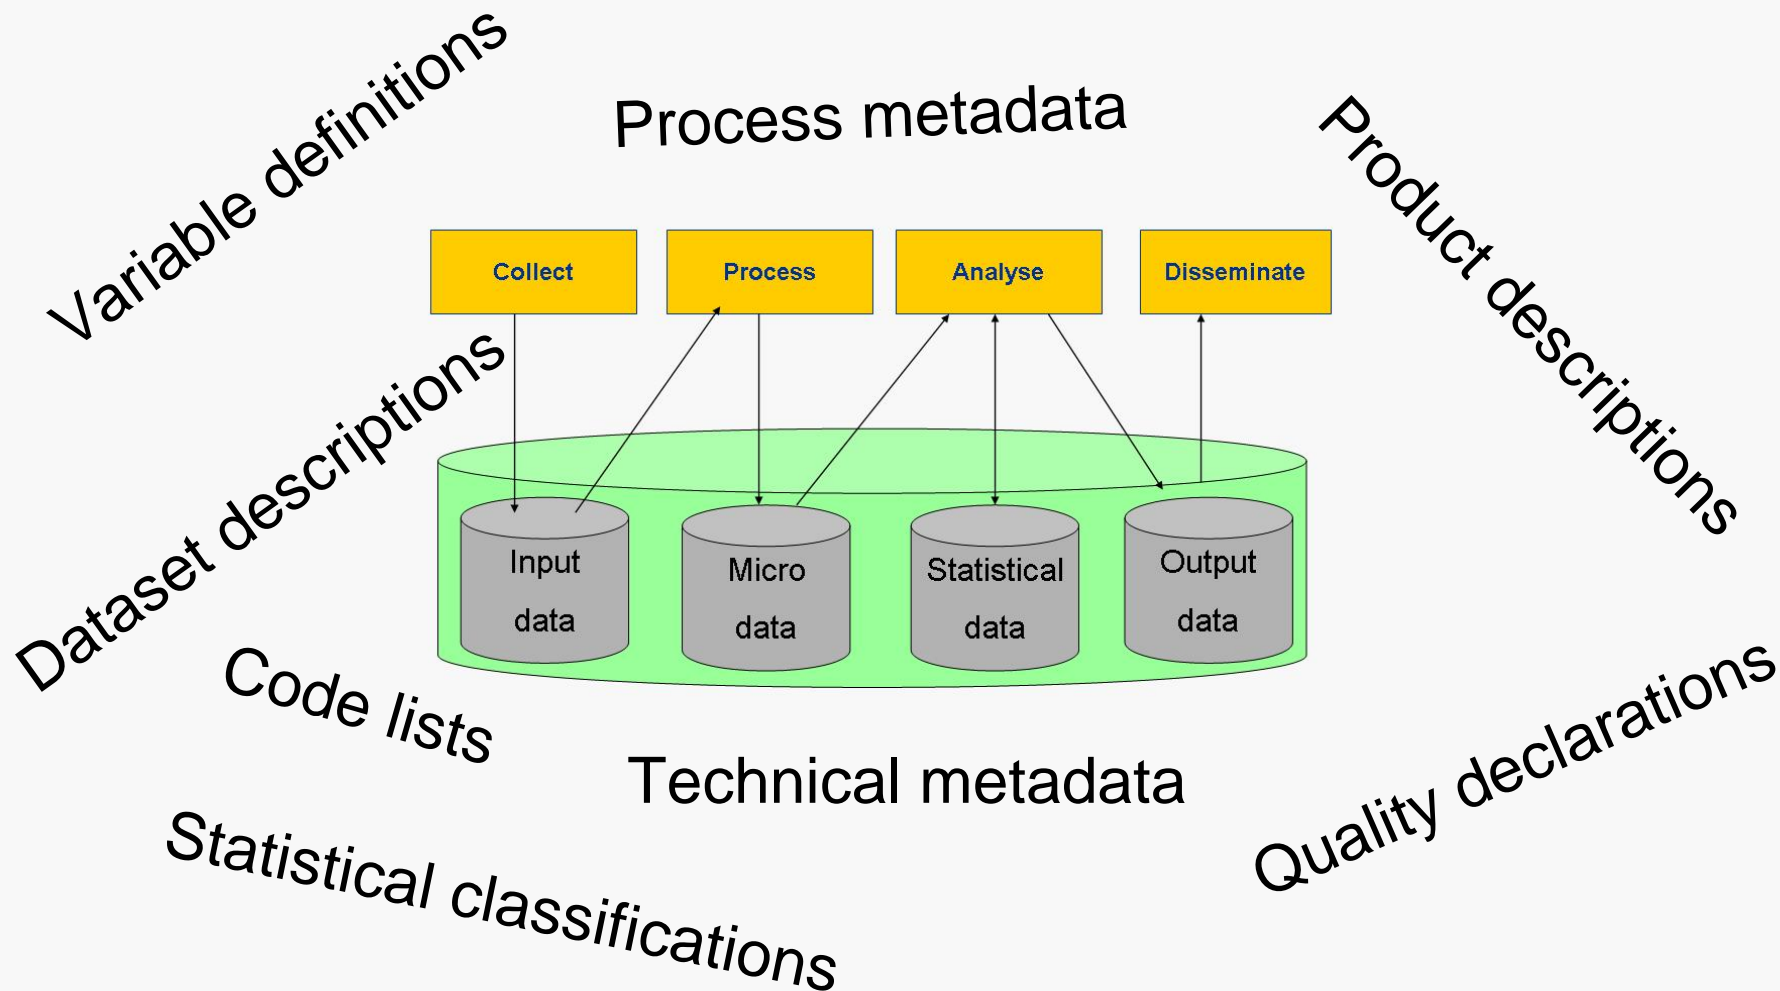 Variable definitions
Process metadata
Product descriptions
Collect
Process
Analyse
Disseminate
Dataset descriptions
Input
data
Micro
data
Statistical
data
Output
data
Code lists
Technical metadata
Quality declarations
Statistical classifications